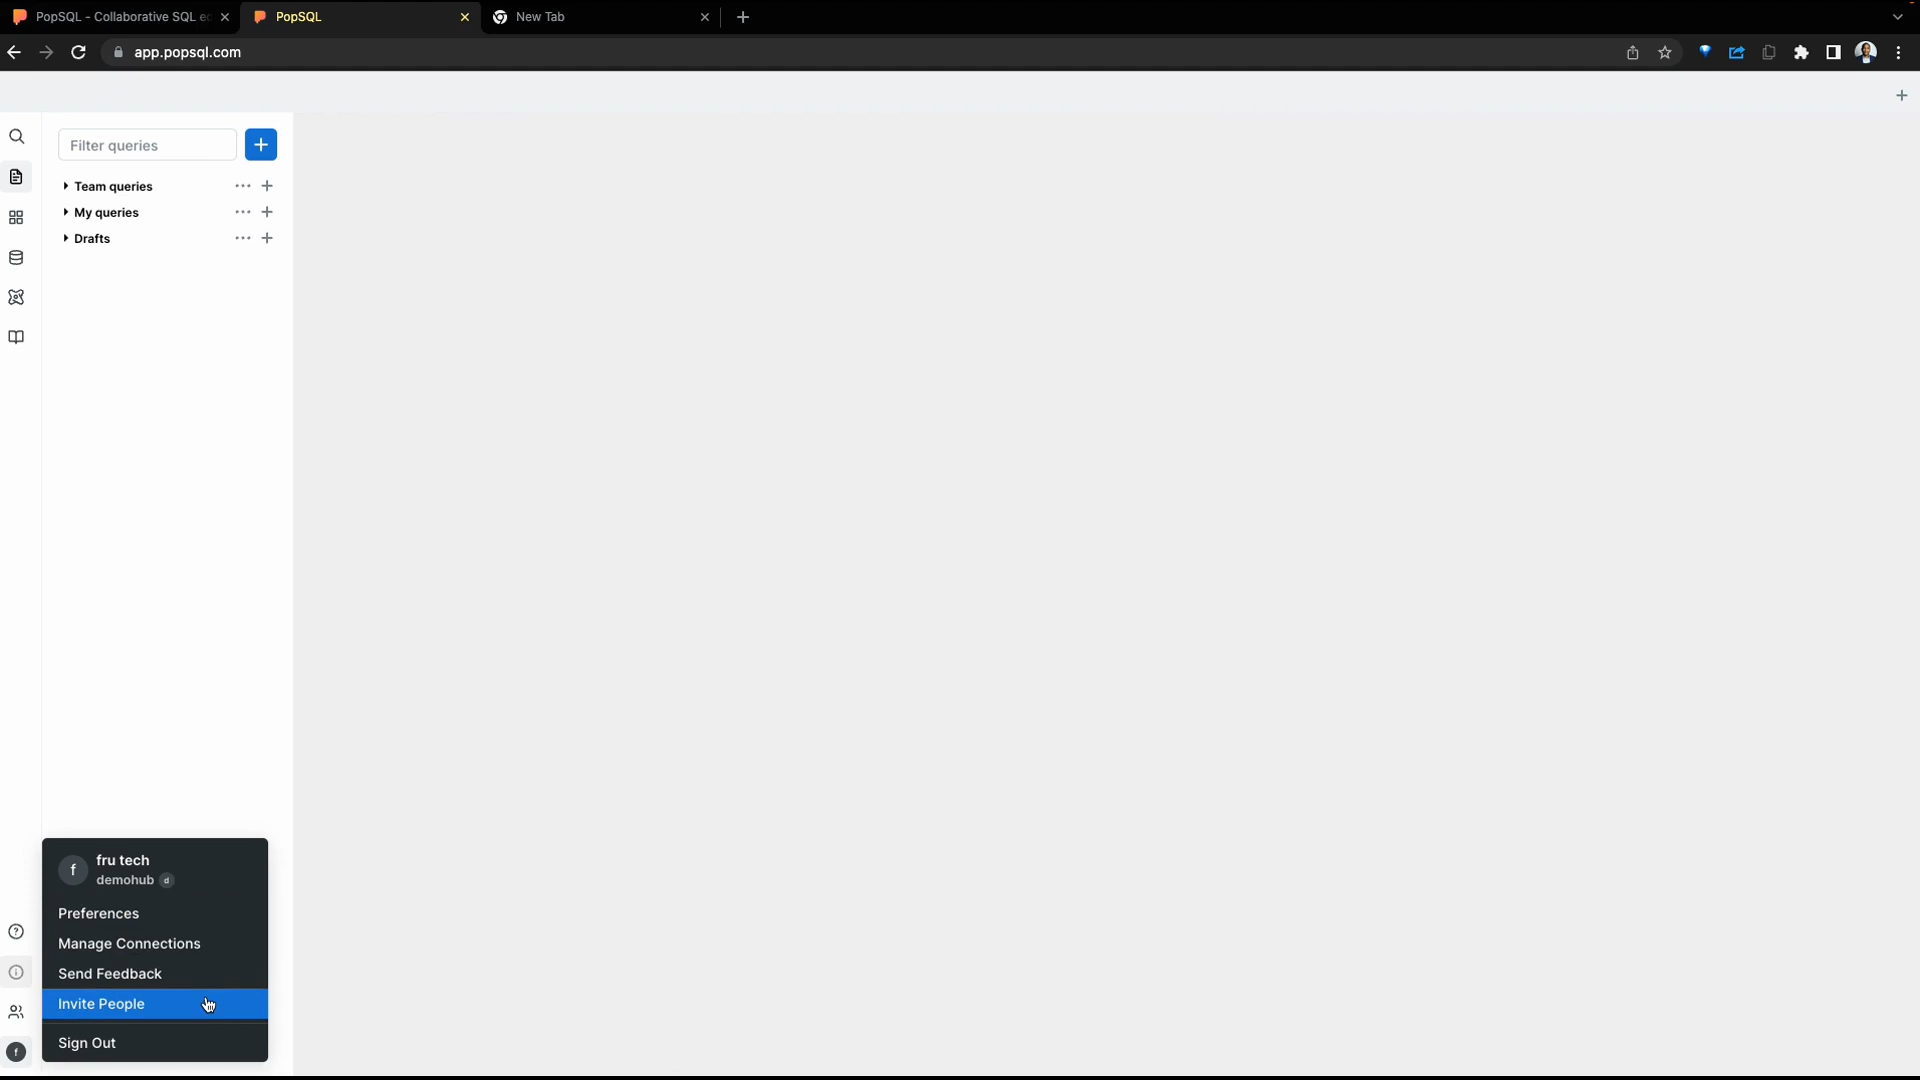 PopSQL - Collaborative SQL ed
PopSQL
New Tab
app.popsql.com
Filter queries
Team queries
My queries
Drafts
f
fru tech
demohub d
Preferences
Manage Connections
Send Feedback
Invite People
Sign Out
f